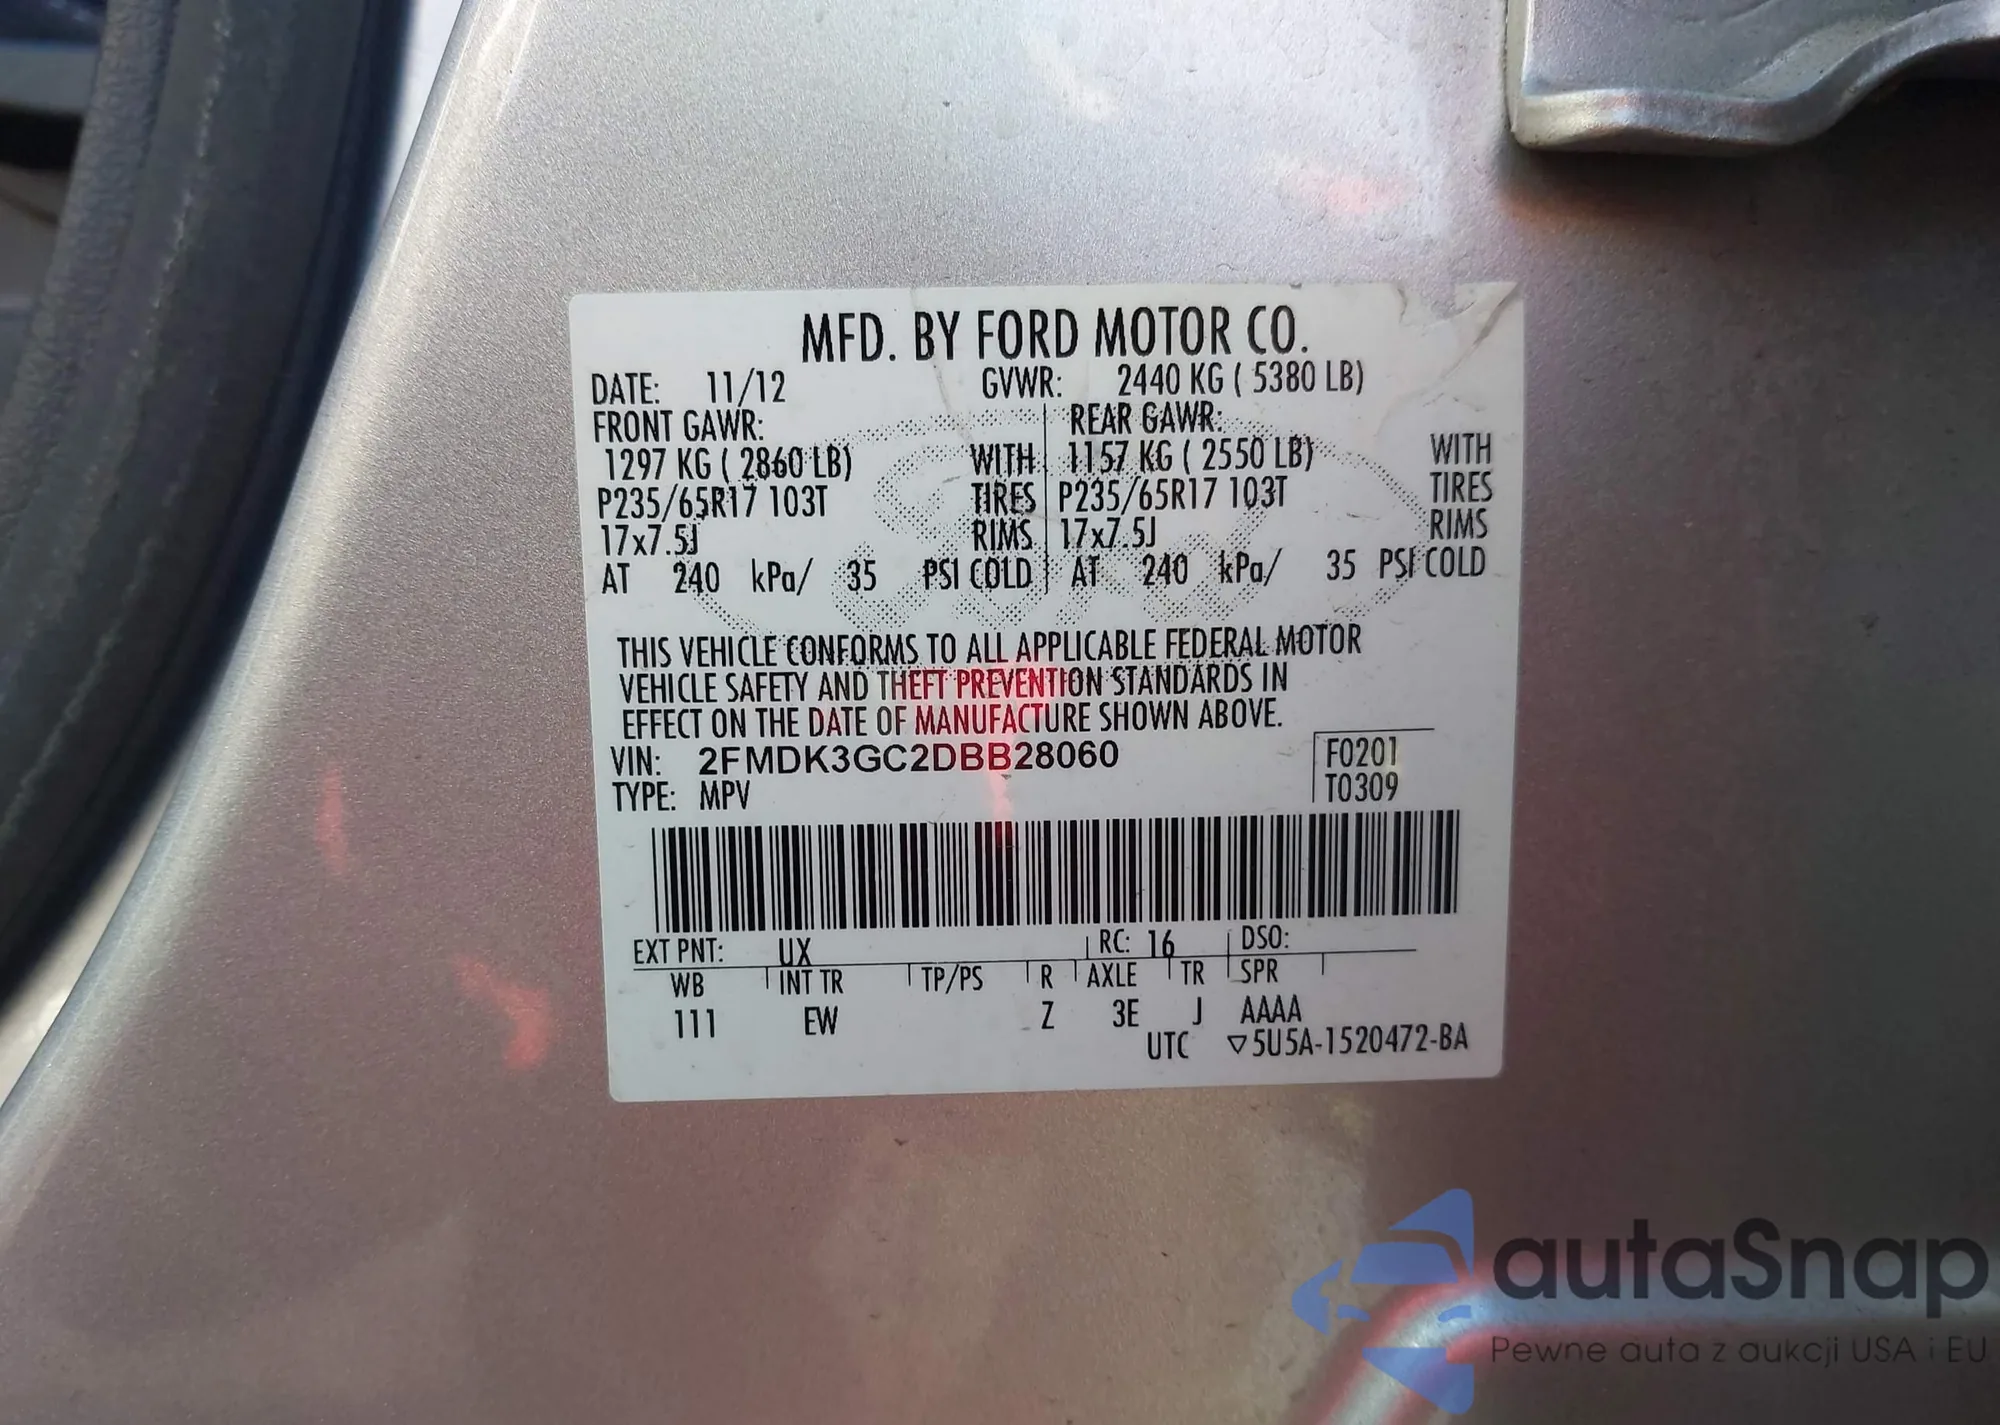 MFD. BY FORD MOTOR CO.
DATE: 11/12 GVWR: 2440 KG ( 5380 LB)
FRONT GAWR: REAR GAWR:
1297 KG ( 2860 LB) WITH 1157 KG ( 2550 LB) WITH
P235/65R17 103T TIRES P235/65R17 103T TIRES
17x7.5J RIMS 17x7.5J RIMS
AT 240 kPa/ 35 PSI COLD AT 240 kPa/ 35 PSI COLD
THIS VEHICLE CONFORMS TO ALL APPLICABLE FEDERAL MOTOR
VEHICLE SAFETY AND THEFT PREVENTION STANDARDS IN
EFFECT ON THE DATE OF MANUFACTURE SHOWN ABOVE.
VIN: 2FMDK3GC2DBB28060 F0201
TYPE: MPV T0309
EXT PNT: UX RC: 16 DSO:
WB INT TR TP/PS R AXLE TR SPR
111 EW Z 3E J AAAA
UTC ▽5U5A-1520472-BA
autaSnap
Pewne auta z aukcji USA i EU